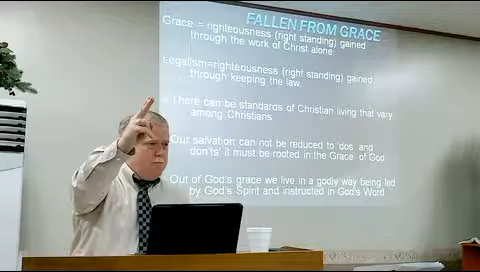 FALLEN FROM GRACE
Grace = righteousness (right standing) gained
through the work of Christ alone.
Legalism=righteousness (right standing) gained
through keeping the law.
There can be standards of Christian living that vary
among Christians
Our salvation can not be reduced to 'dos and
don'ts' it must be rooted in the Grace of God
Out of God's grace we live in a godly way being led
by God's Spirit and instructed in God's Word